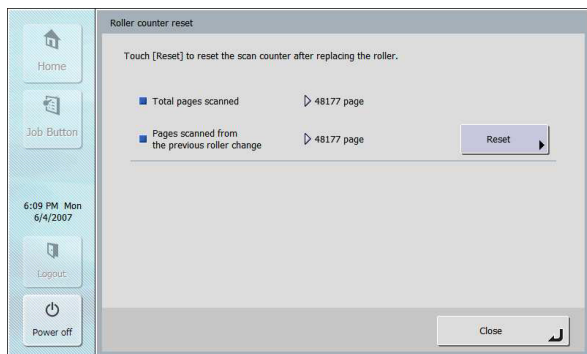 Roller counter reset
Home
Job Button
6:09 PM Mon
6/4/2007
Logout
Power off
Touch [Reset] to reset the scan counter after replacing the roller.
Total pages scanned
48177 page
Pages scanned from
the previous roller change
48177 page
Reset
Close